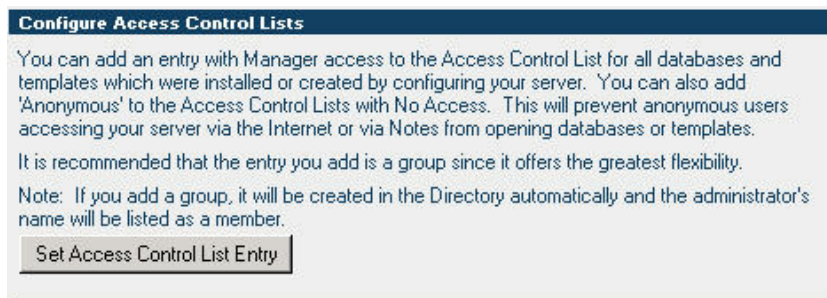 Configure Access Control Lists
You can add an entry with Manager access to the Access Control List for all databases and
templates which were installed or created by configuring your server.  You can also add
'Anonymous' to the Access Control Lists with No Access.  This will prevent anonymous users
accessing your server via the Internet or via Notes from opening databases or templates.
It is recommended that the entry you add is a group since it offers the greatest flexibility.
Note:  If you add a group, it will be created in the Directory automatically and the administrator's
name will be listed as a member.
Set Access Control List Entry